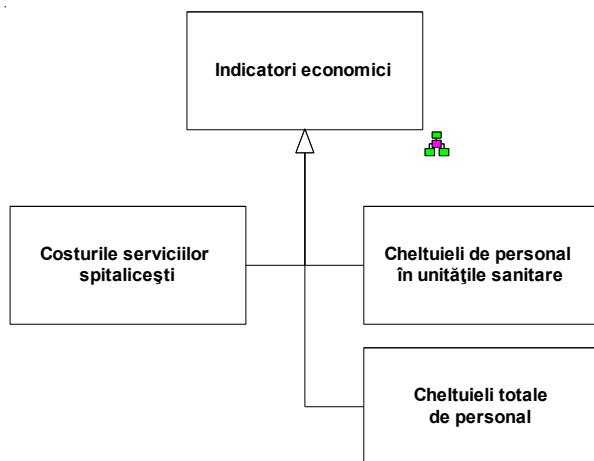 Indicatori economici
Costurile serviciilor
spitaliceşti
Cheltuieli de personal
în unităţile sanitare
Cheltuieli totale
de personal